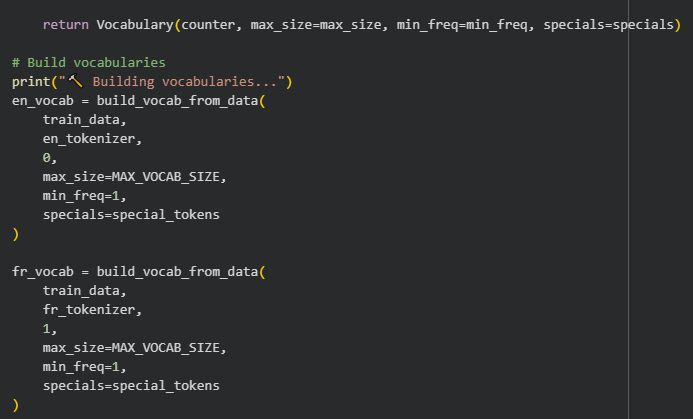 return Vocabulary(counter, max_size=max_size, min_freq=min_freq, specials=specials)

# Build vocabularies
print("🔨 Building vocabularies...")
en_vocab = build_vocab_from_data(
    train_data,
    en_tokenizer,
    0,
    max_size=MAX_VOCAB_SIZE,
    min_freq=1,
    specials=special_tokens
)

fr_vocab = build_vocab_from_data(
    train_data,
    fr_tokenizer,
    1,
    max_size=MAX_VOCAB_SIZE,
    min_freq=1,
    specials=special_tokens
)